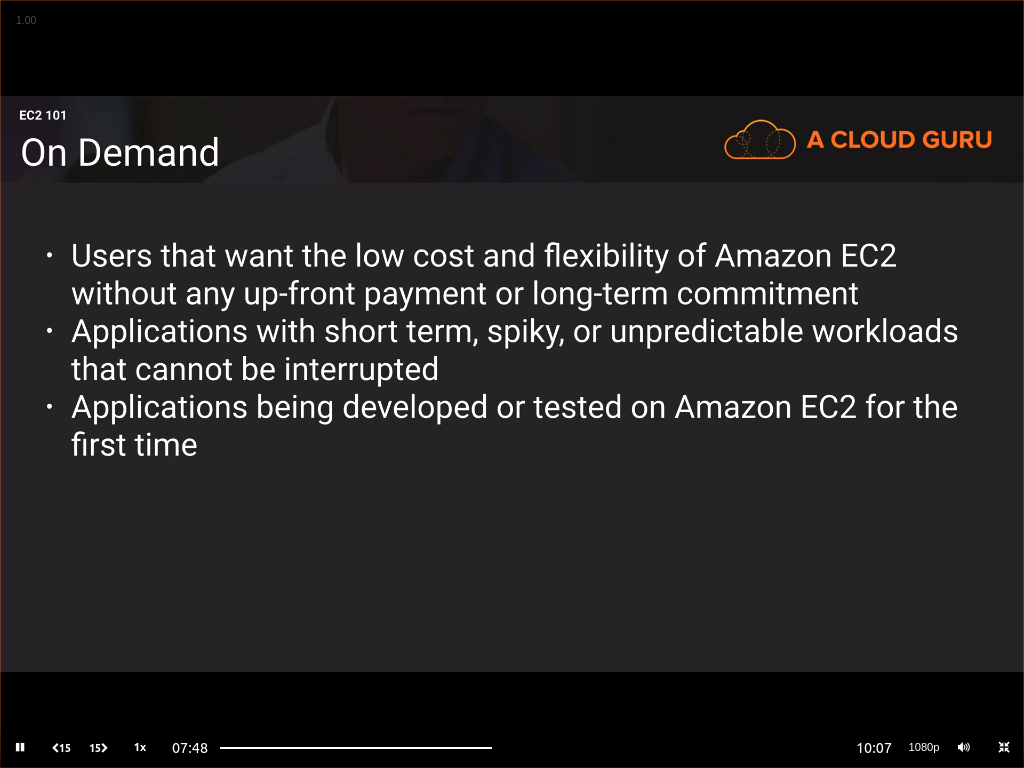 1.00
EC2 101
On Demand
A CLOUD GURU
• Users that want the low cost and flexibility of Amazon EC2
without any up-front payment or long-term commitment
• Applications with short term, spiky, or unpredictable workloads
that cannot be interrupted
• Applications being developed or tested on Amazon EC2 for the
first time
15 15 1x 07:48 10:07 1080p